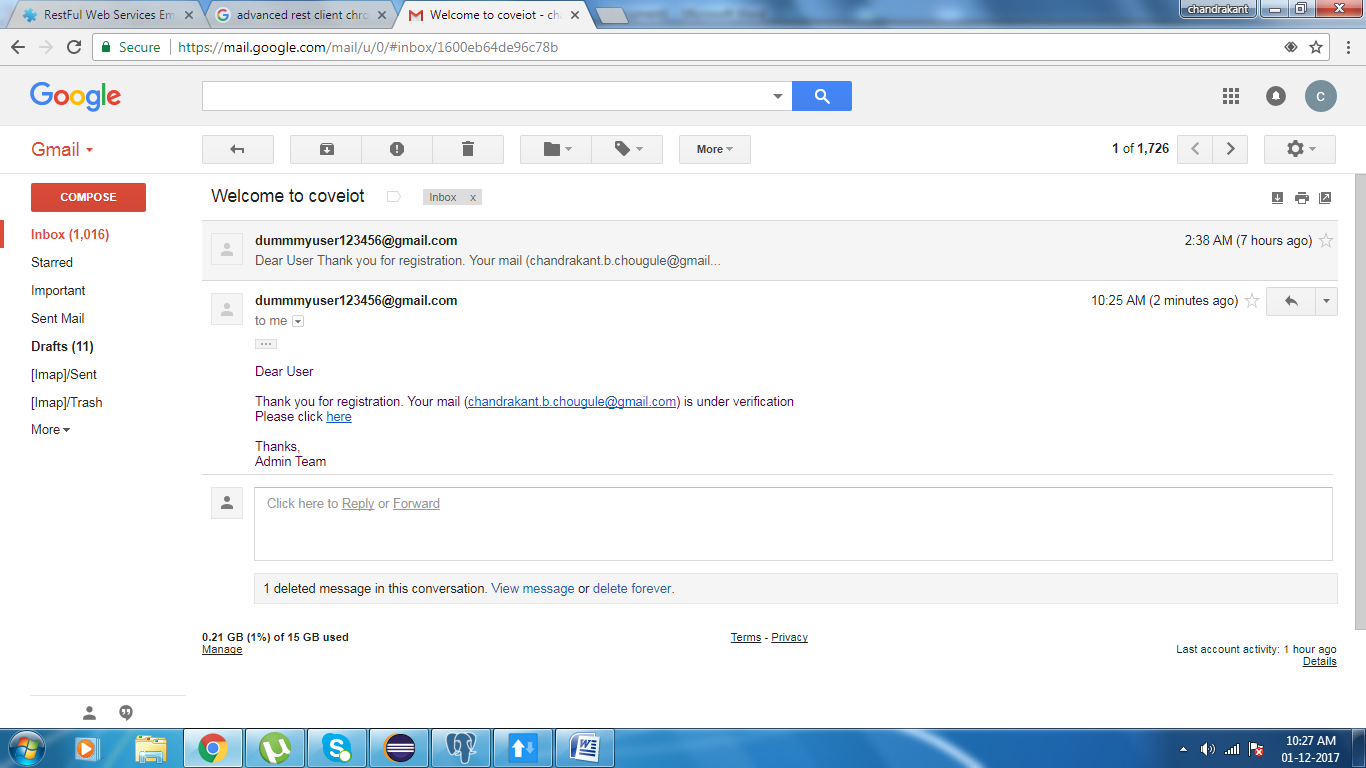 RestFul Web Services Em
advanced rest client chro
Welcome to coveiot - ch
chandrakant
Secure
https://mail.google.com/mail/u/0/#inbox/1600eb64de96c78b
Google
C
Gmail
More
1 of 1,726
COMPOSE
Welcome to coveiot
Inbox x
Inbox (1,016)
Starred
Important
Sent Mail
Drafts (11)
[Imap]/Sent
[Imap]/Trash
More
dummmyuser123456@gmail.com
2:38 AM (7 hours ago)
Dear User Thank you for registration. Your mail (chandrakant.b.chougule@gmail...
dummmyuser123456@gmail.com
10:25 AM (2 minutes ago)
to me
Dear User
Thank you for registration. Your mail (chandrakant.b.chougule@gmail.com) is under verification
Please click here
Thanks,
Admin Team
Click here to Reply or Forward
1 deleted message in this conversation. View message or delete forever.
0.21 GB (1%) of 15 GB used
Manage
Terms - Privacy
Last account activity: 1 hour ago
Details
10:27 AM
01-12-2017